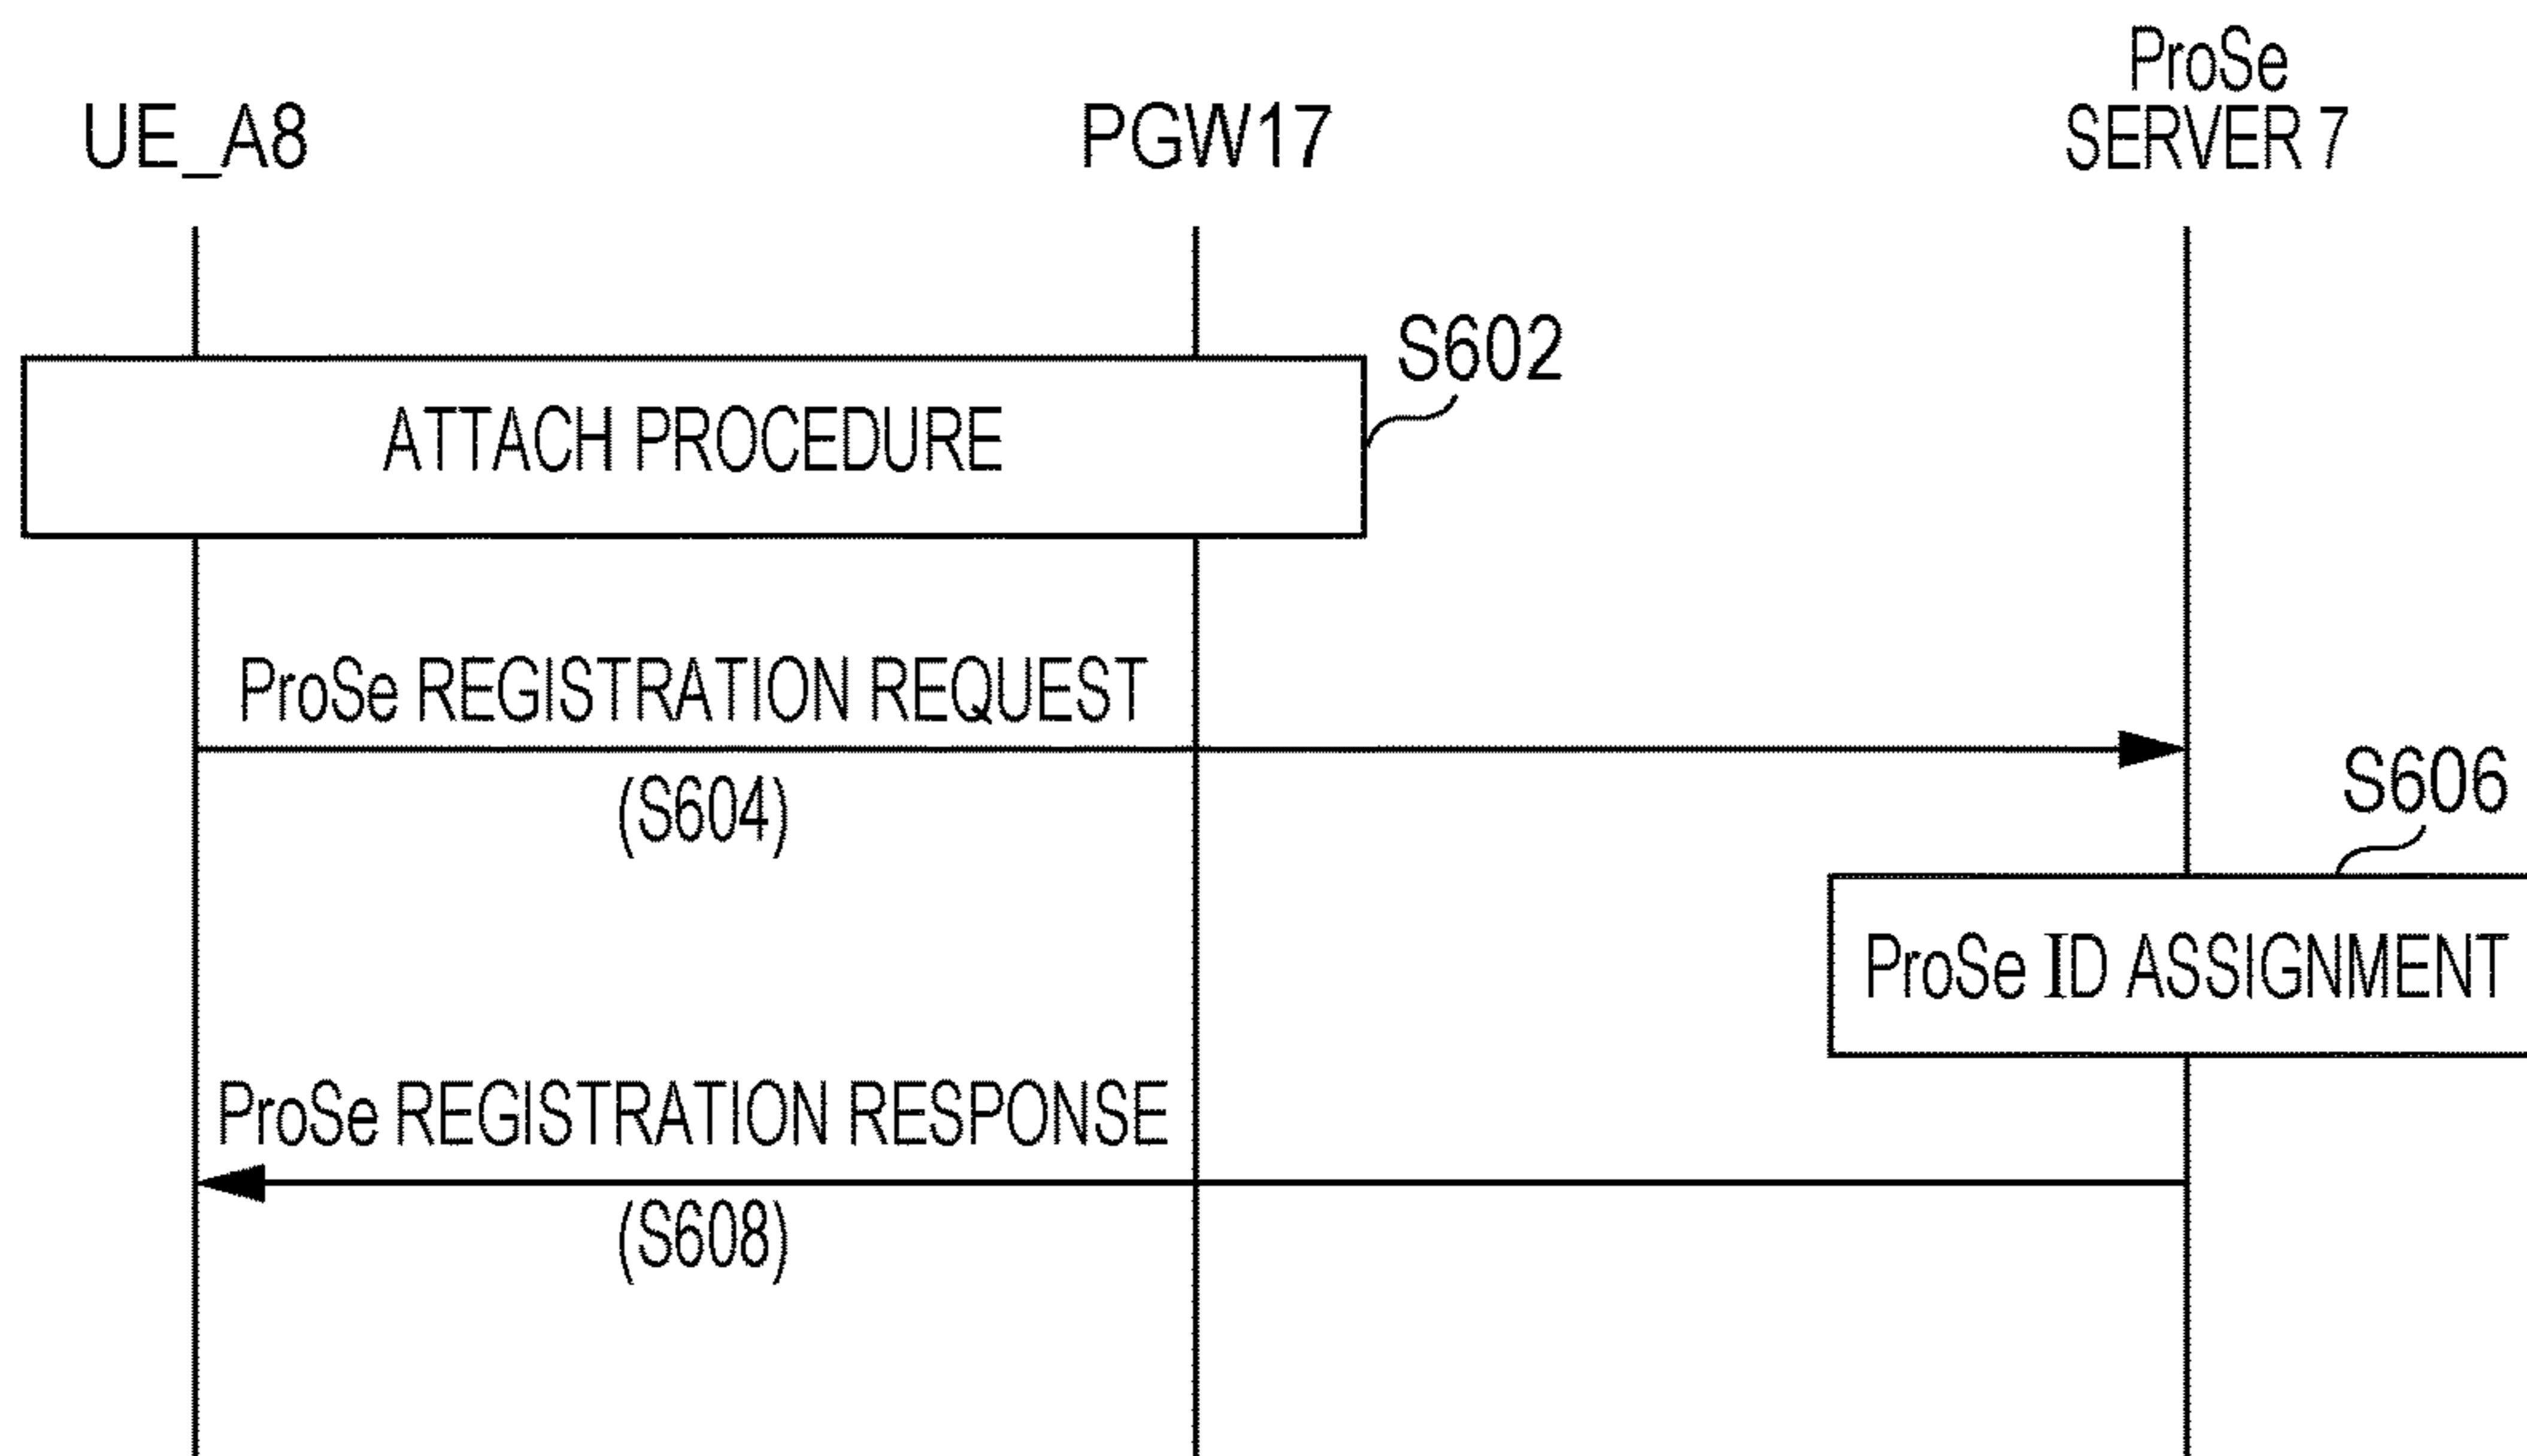 UE_A8
PGW17
ProSe
SERVER 7
S602
ATTACH PROCEDURE
ProSe REGISTRATION REQUEST
(S604)
S606
ProSe ID ASSIGNMENT
ProSe REGISTRATION RESPONSE
(S608)